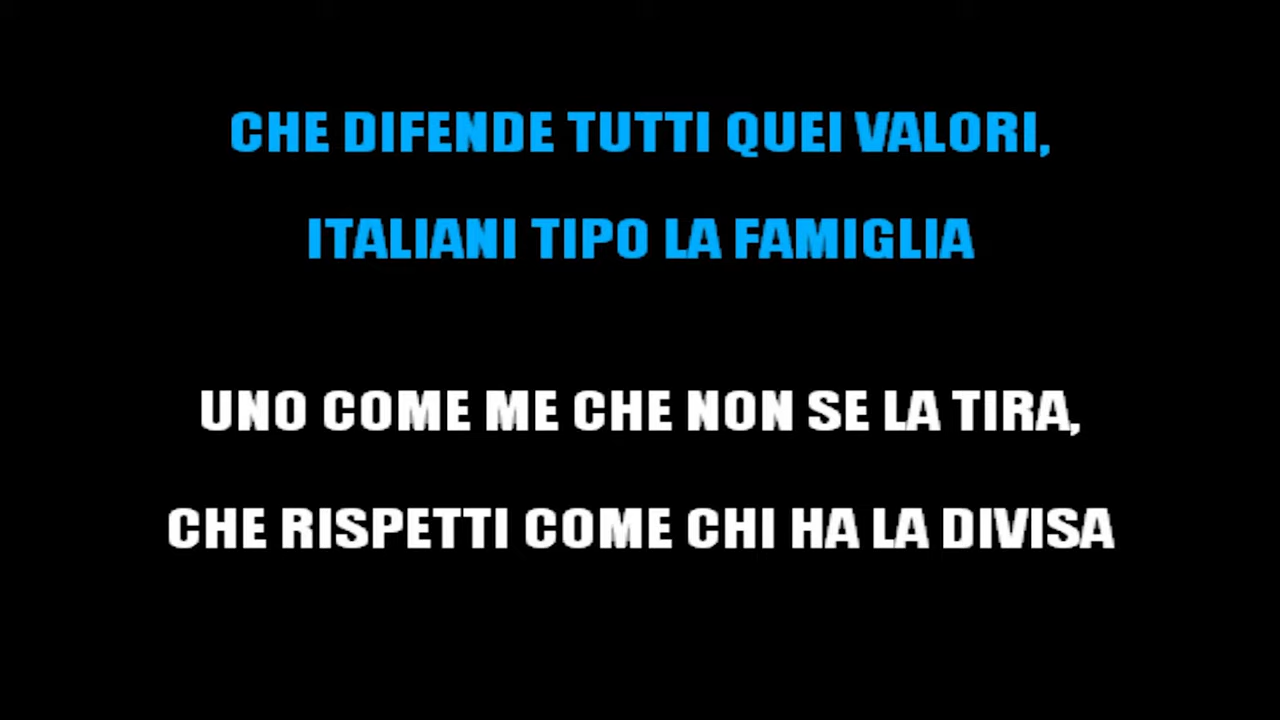 CHE DIFENDE TUTTI QUEI VALORI,
ITALIANI TIPO LA FAMIGLIA
UNO COME ME CHE NON SE LA TIRA,
CHE RISPETTI COME CHI HA LA DIVISA